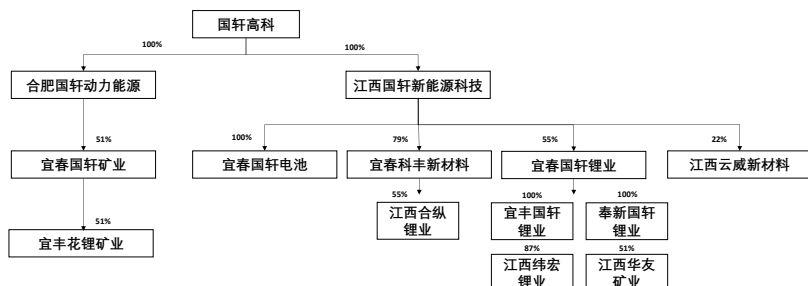 国轩高科
100%
100%
合肥国轩动力能源
江西国轩新能源科技
51%
100%
79%
55%
22%
宜春国轩矿业
宜春国轩电池
宜春科丰新材料
宜春国轩锂业
江西云威新材料
55%
100%
100%
51%
江西合纵
锂业
宜丰国轩
锂业
奉新国轩
锂业
宜丰花锂矿业
87%
51%
江西纬宏
锂业
江西华友
矿业